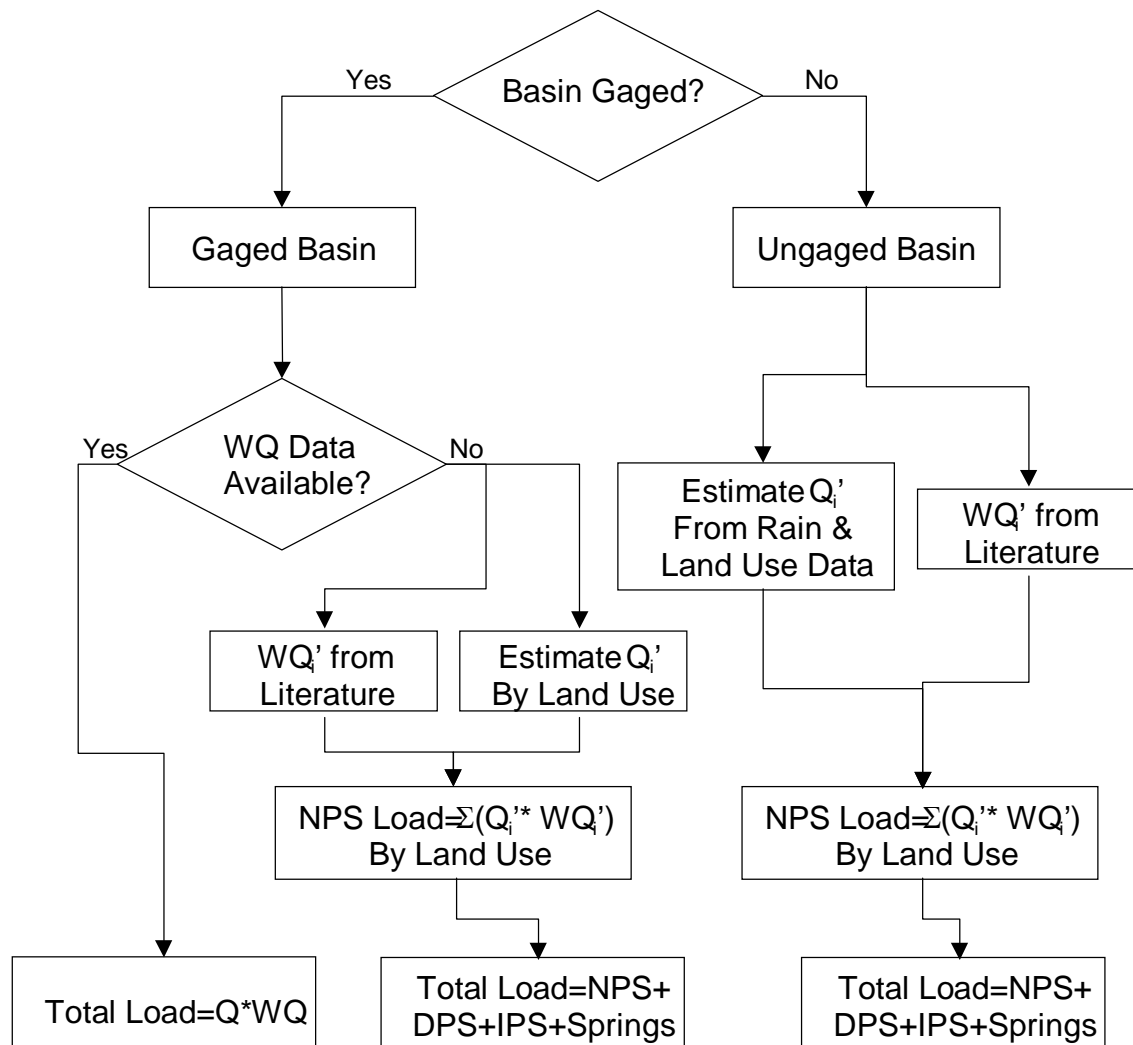 Yes
Basin Gaged?
No
Gaged Basin
Ungaged Basin
Yes
WQ Data
Available?
No
Estimate Qi’
From Rain &
Land Use Data
WQi’ from
Literature
WQi’ from
Literature
Estimate Qi’
By Land Use
NPS Load=Σ(Qi’* WQi’)
By Land Use
NPS Load=Σ(Qi’* WQi’)
By Land Use
Total Load=Q*WQ
Total Load=NPS+
DPS+IPS+Springs
Total Load=NPS+
DPS+IPS+Springs